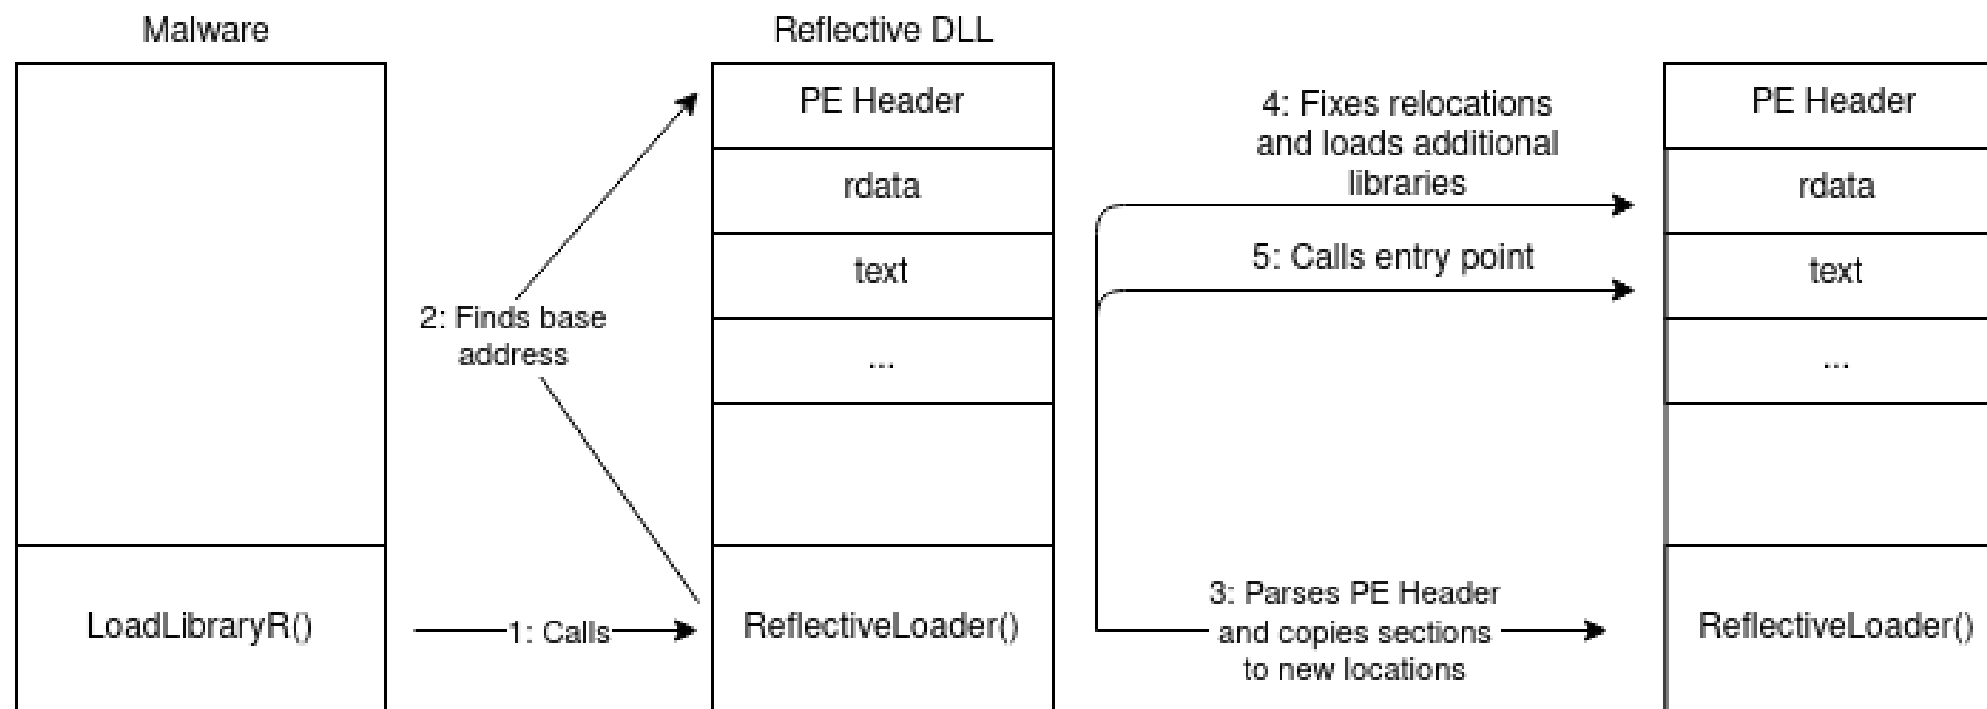 Malware
LoadLibraryR()
1: Calls
2: Finds base
address
Reflective DLL
PE Header
rdata
text
...
ReflectiveLoader()
3: Parses PE Header
and copies sections
to new locations
4: Fixes relocations
and loads additional
libraries
5: Calls entry point
PE Header
rdata
text
...
ReflectiveLoader()